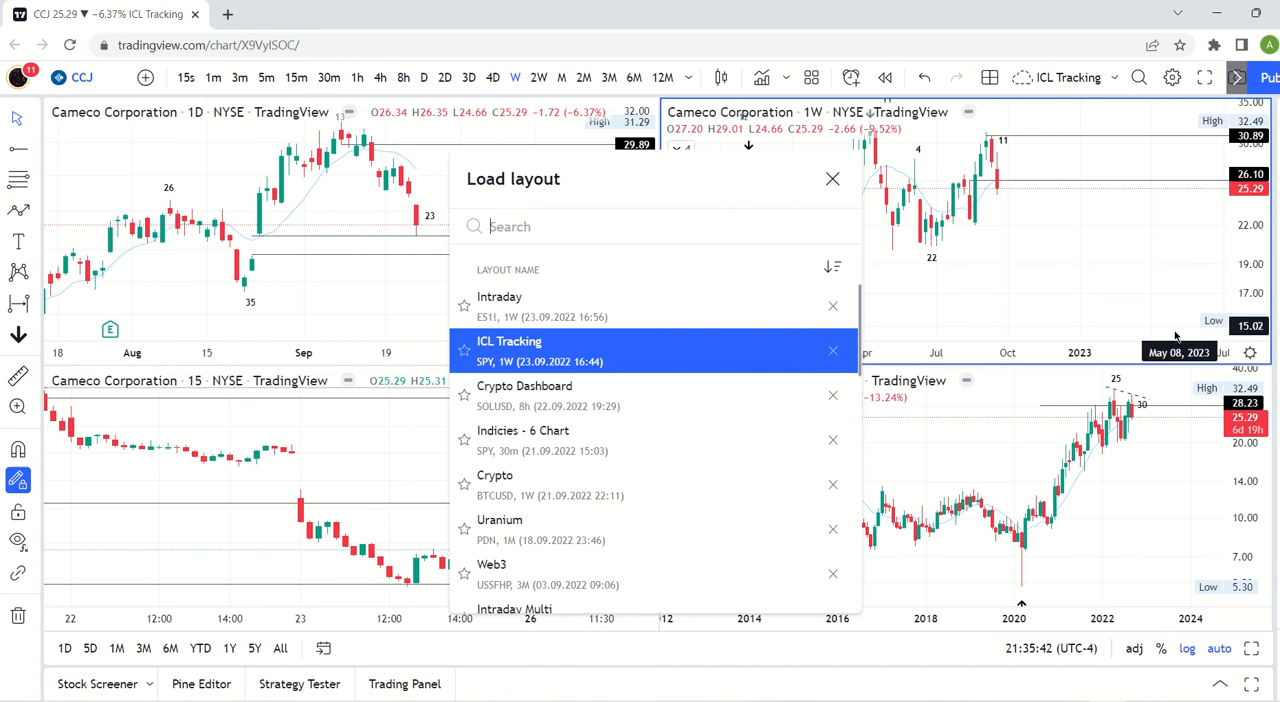 CCJ 25.29 ▼ −6.37% ICL Tracking
tradingview.com/chart/X9VyISOC/
A
11
CCJ
15s 1m 3m 5m 15m 30m 1h 4h 8h D 2D 3D 4D W 2W M 2M 3M 6M 12M
ICL Tracking
Pub
Cameco Corporation · 1D · NYSE · TradingView
O26.34 H26.35 L24.66 C25.29 −1.72 (−6.37%)
32.00
High 31.29
29.89
13
26
23
35
E
18 Aug 15 Sep 19
Cameco Corporation · 1W · NYSE · TradingView
O27.20 H29.01 L24.66 C25.29 −2.66 (−9.52%)
4
11
4
11
22
35.00
High 32.49
30.89
30.00
26.10
25.29
22.00
19.00
17.00
Low 15.02
pr Jul Oct 2023 May 08, 2023 Jul
Load layout
Search
LAYOUT NAME
Intraday
ES1!, 1W (23.09.2022 16:56)
ICL Tracking
SPY, 1W (23.09.2022 16:44)
Crypto Dashboard
SOLUSD, 8h (22.09.2022 19:29)
Indicies - 6 Chart
SPY, 30m (21.09.2022 15:03)
Crypto
BTCUSD, 1W (21.09.2022 22:11)
Uranium
PDN, 1M (18.09.2022 23:46)
Web3
USSFHP, 3M (03.09.2022 09:06)
Intraday Multi
Cameco Corporation · 15 · NYSE · TradingView
O25.29 H25.31
22 12:00 14:00 23 12:00 14:00 26 11:30
TradingView
−13.24%)
25
30
40.00
High 32.49
28.23
25.29
6d 19h
20.00
14.00
10.00
7.00
Low 5.30
12 2014 2016 2018 2020 2022 2024
1D 5D 1M 3M 6M YTD 1Y 5Y All
21:35:42 (UTC-4) adj % log auto
Stock Screener Pine Editor Strategy Tester Trading Panel